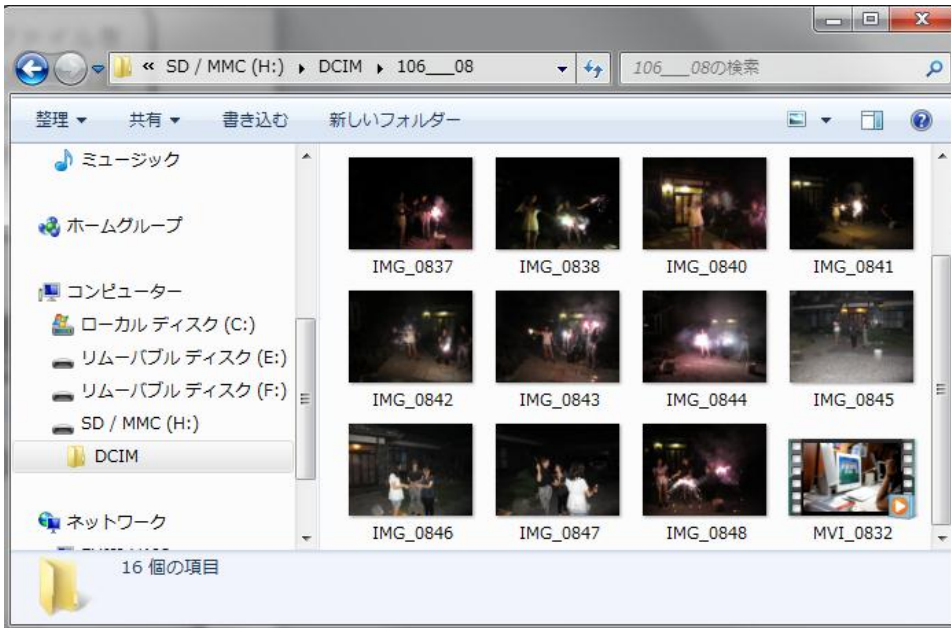 « SD / MMC (H:) ▸ DCIM ▸ 106___08
106___08の検索
整理 ▼ 共有 ▼ 書き込む 新しいフォルダー
ミュージック
ホームグループ
コンピューター
ローカル ディスク (C:)
リムーバブル ディスク (E:)
リムーバブル ディスク (F:)
SD / MMC (H:)
DCIM
ネットワーク
IMG_0837 IMG_0838 IMG_0840 IMG_0841
IMG_0842 IMG_0843 IMG_0844 IMG_0845
IMG_0846 IMG_0847 IMG_0848 MVI_0832
16 個の項目